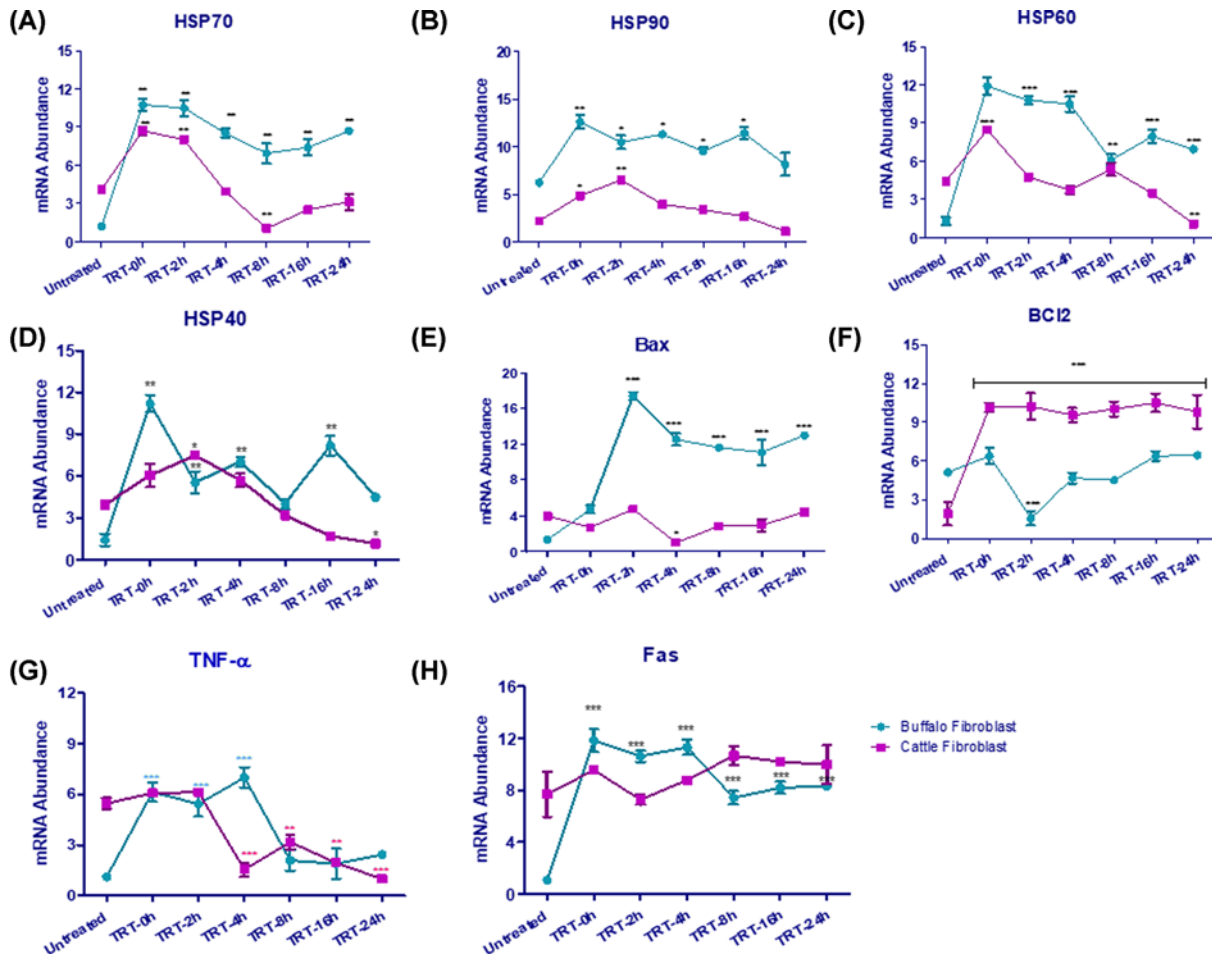 (A) HSP70
mRNA Abundance
15
12
9
6
3
0
** ** ** ** ** **
** ** **
Untreated TRT-0h TRT-2h TRT-4h TRT-8h TRT-16h TRT-24h
(B) HSP90
mRNA Abundance
20
15
10
5
0
** * * * *
* **
Untreated TRT-0h TRT-2h TRT-4h TRT-8h TRT-16h TRT-24h
(C) HSP60
mRNA Abundance
15
12
9
6
3
0
*** *** ** *** ***
*** **
Untreated TRT-0h TRT-2h TRT-4h TRT-8h TRT-16h TRT-24h
(D) HSP40
mRNA Abundance
15
12
9
6
3
0
** * ** ** **
*
Untreated TRT-0h TRT-2h TRT-4h TRT-8h TRT-16h TRT-24h
(E) Bax
mRNA Abundance
20
16
12
8
4
0
*** *** *** *** ***
*
Untreated TRT-0h TRT-2h TRT-4h TRT-8h TRT-16h TRT-24h
(F) BCl2
mRNA Abundance
15
12
9
6
3
0
***
***
Untreated TRT-0h TRT-2h TRT-4h TRT-8h TRT-16h TRT-24h
(G) TNF-α
mRNA Abundance
12
9
6
3
0
*** *** ***
*** ** ** ***
Untreated TRT-0h TRT-2h TRT-4h TRT-8h TRT-16h TRT-24h
(H) Fas
mRNA Abundance
16
12
8
4
0
*** *** *** *** *** ***
Untreated TRT-0h TRT-2h TRT-4h TRT-8h TRT-16h TRT-24h
Buffalo Fibroblast
Cattle Fibroblast